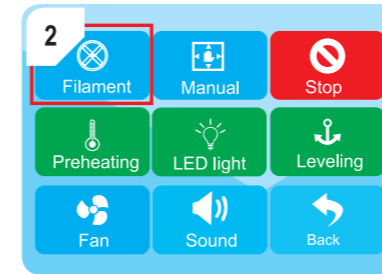 2
Filament Manual Stop
Preheating LED light Leveling
Fan Sound Back